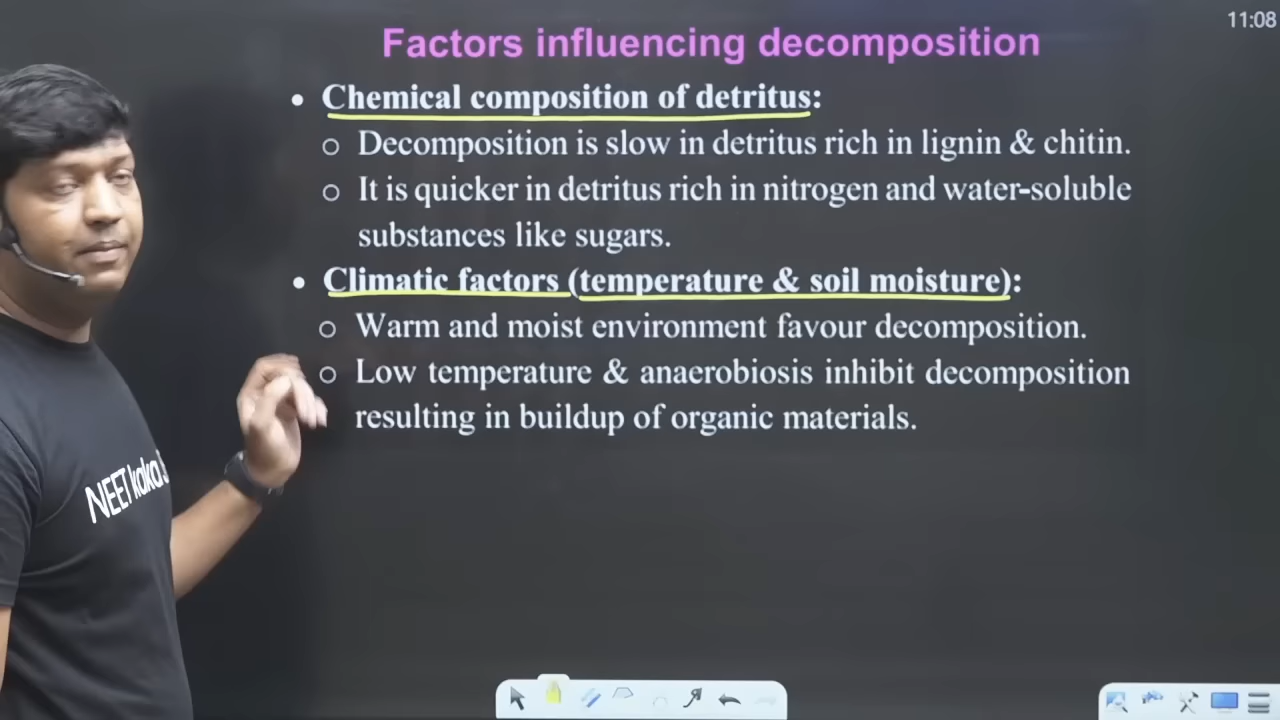 11:08
Factors influencing decomposition
• Chemical composition of detritus:
o Decomposition is slow in detritus rich in lignin & chitin.
o It is quicker in detritus rich in nitrogen and water-soluble
substances like sugars.
• Climatic factors (temperature & soil moisture):
o Warm and moist environment favour decomposition.
o Low temperature & anaerobiosis inhibit decomposition
resulting in buildup of organic materials.
NEET kaka